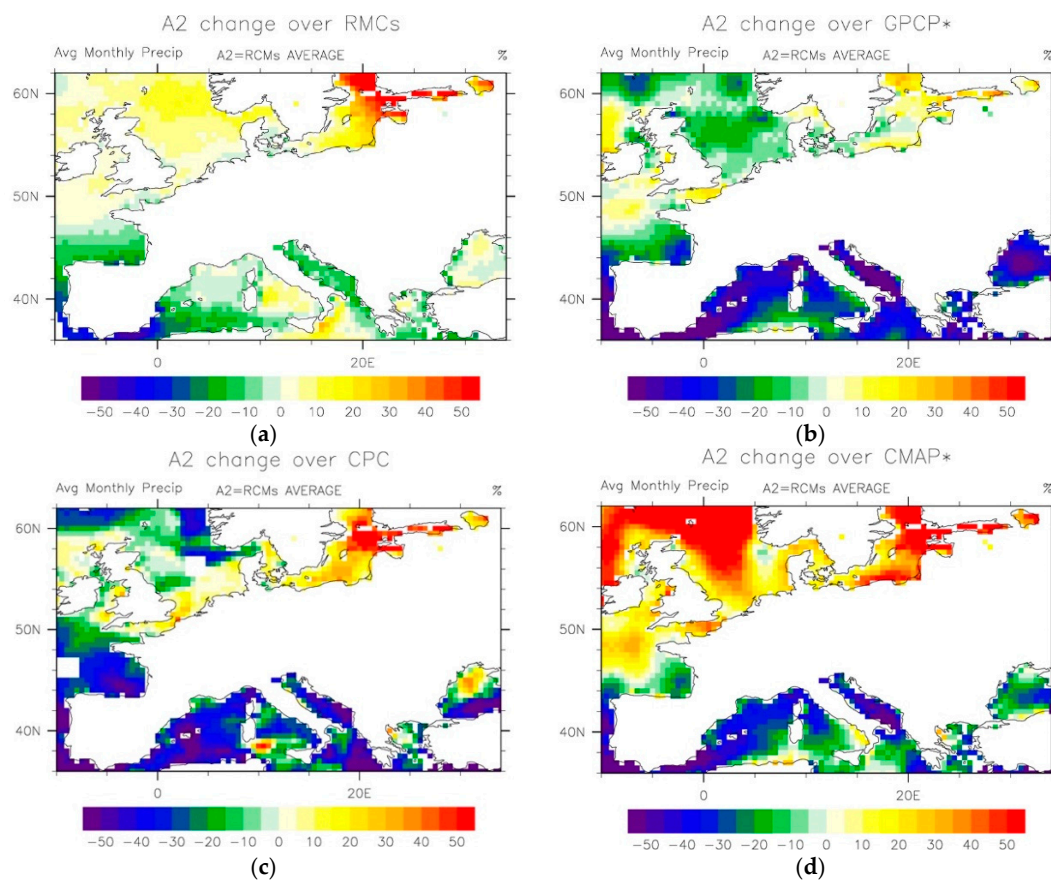 A2 change over RMCs
Avg Monthly Precip A2=RCMs AVERAGE %
60N
50N
40N
0 20E
−50 −40 −30 −20 −10 0 10 20 30 40 50
(a)
A2 change over GPCP*
Avg Monthly Precip A2=RCMs AVERAGE %
60N
50N
40N
0 20E
−50 −40 −30 −20 −10 0 10 20 30 40 50
(b)
A2 change over CPC
Avg Monthly Precip A2=RCMs AVERAGE %
60N
50N
40N
0 20E
−50 −40 −30 −20 −10 0 10 20 30 40 50
(c)
A2 change over CMAP*
Avg Monthly Precip A2=RCMs AVERAGE %
60N
50N
40N
0 20E
−50 −40 −30 −20 −10 0 10 20 30 40 50
(d)